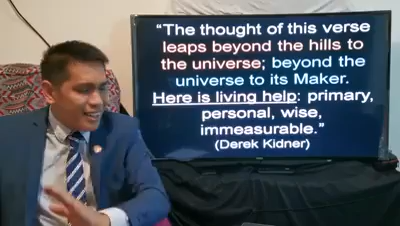 “The thought of this verse
leaps beyond the hills to
the universe; beyond the
universe to its Maker.
Here is living help: primary,
personal, wise,
immeasurable.”
(Derek Kidner)